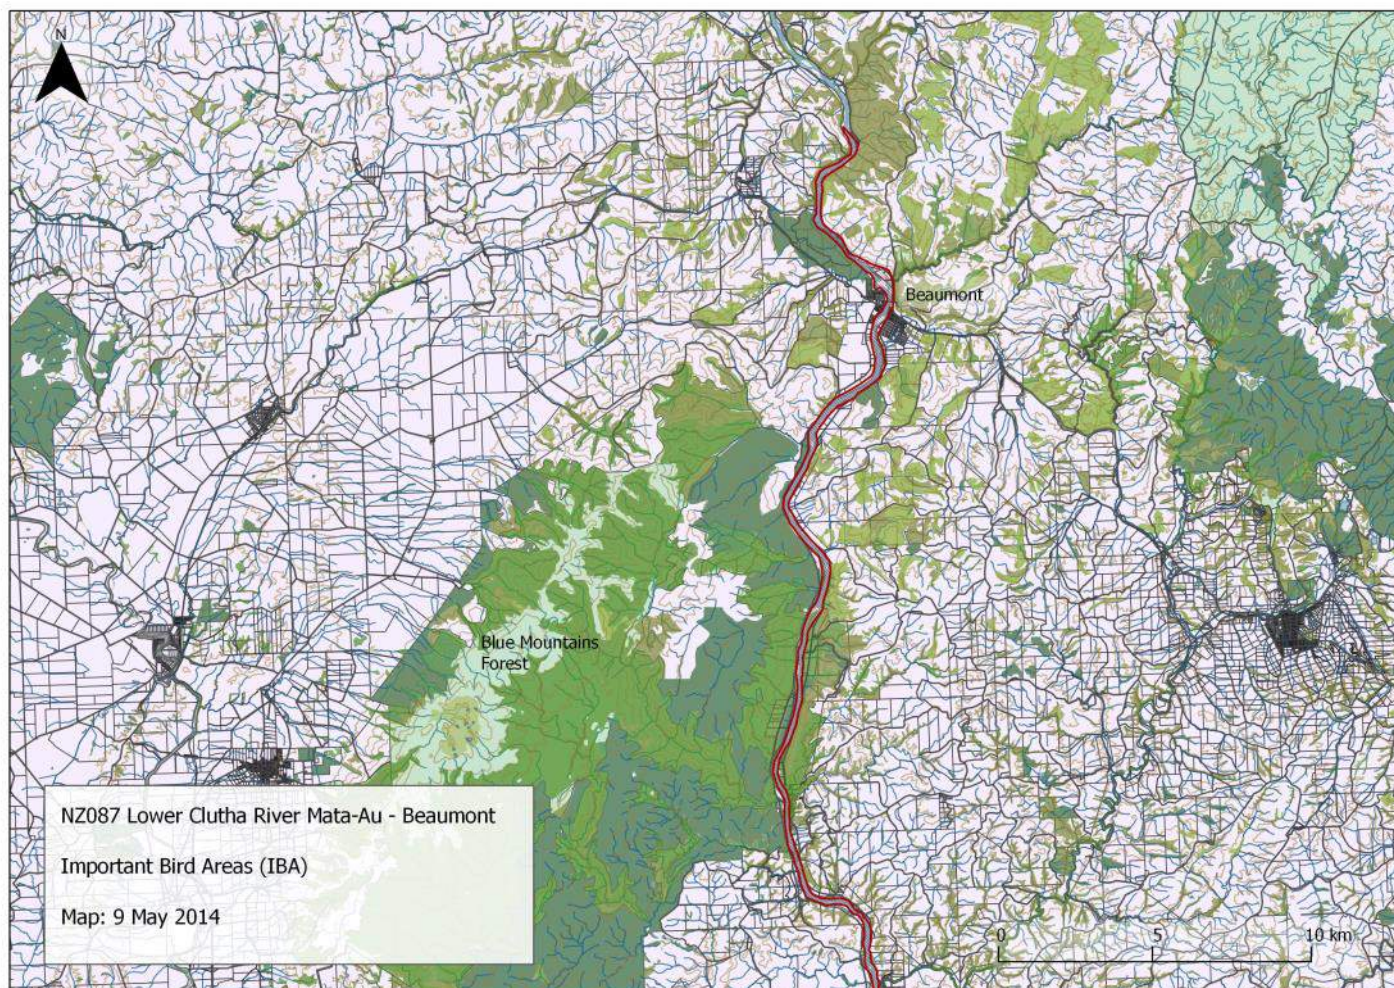 N
Beaumont
Blue Mountains
Forest
NZ087 Lower Clutha River Mata-Au - Beaumont
Important Bird Areas (IBA)
Map: 9 May 2014
0 5 10 km